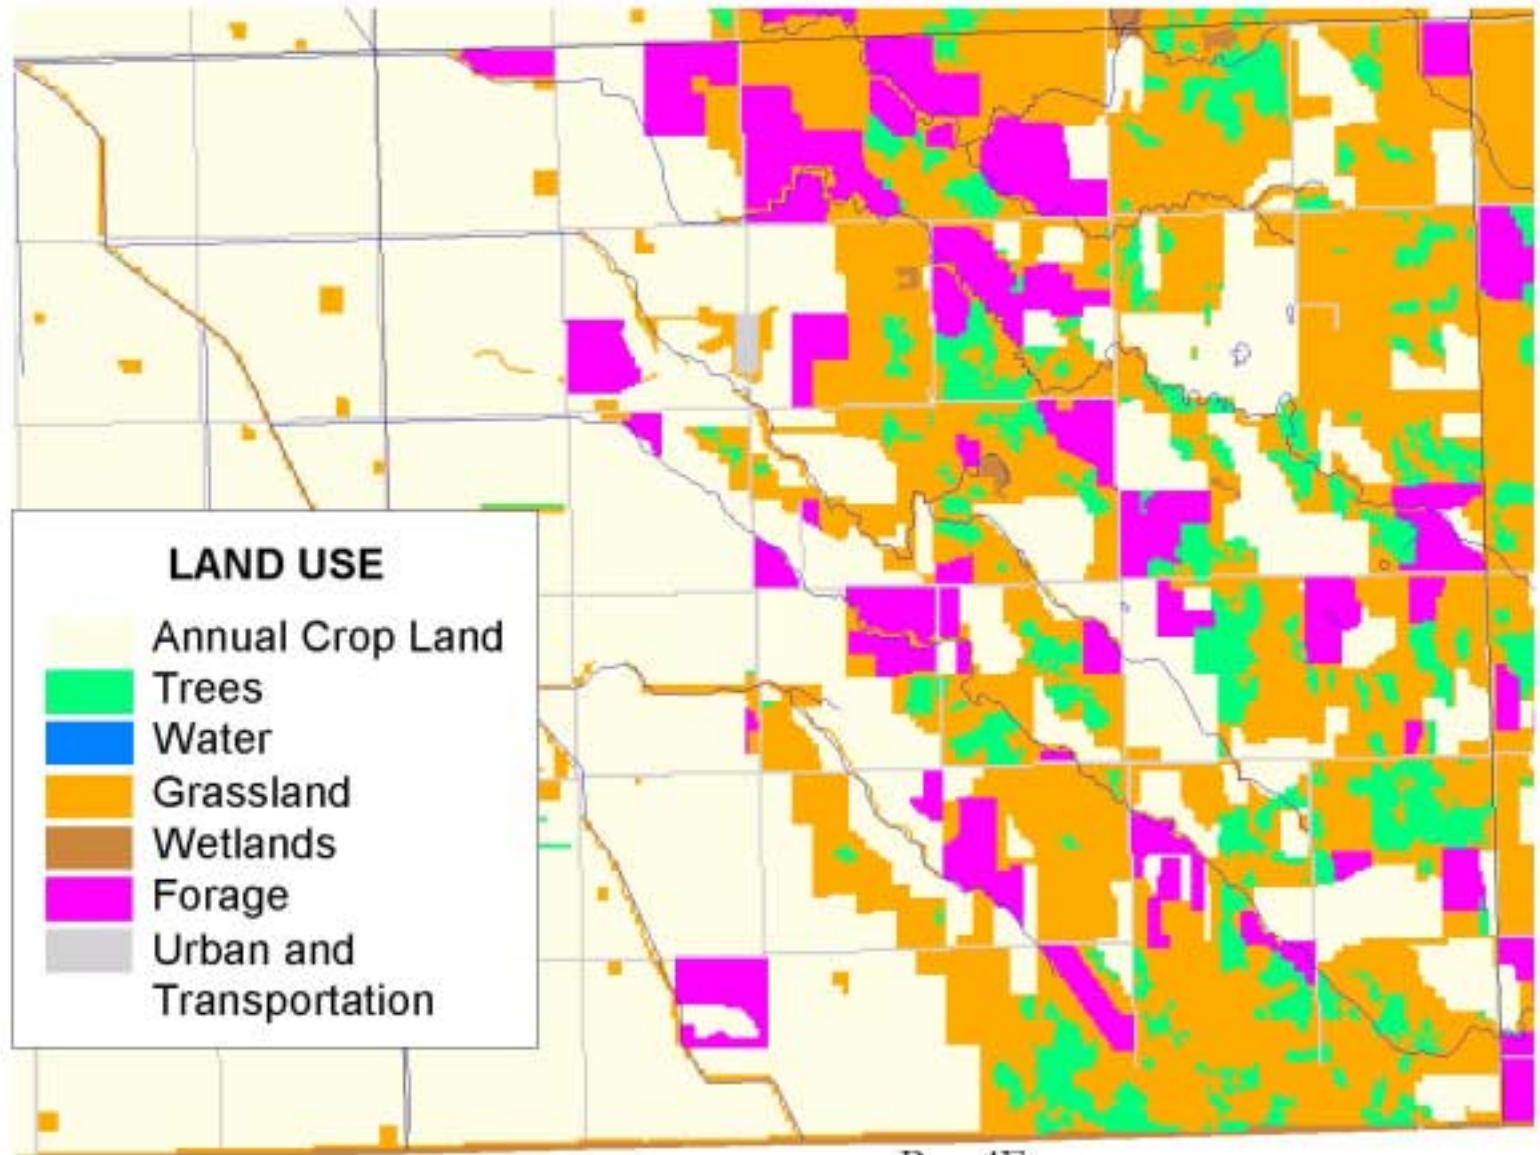 LAND USE
Annual Crop Land
Trees
Water
Grassland
Wetlands
Forage
Urban and
Transportation